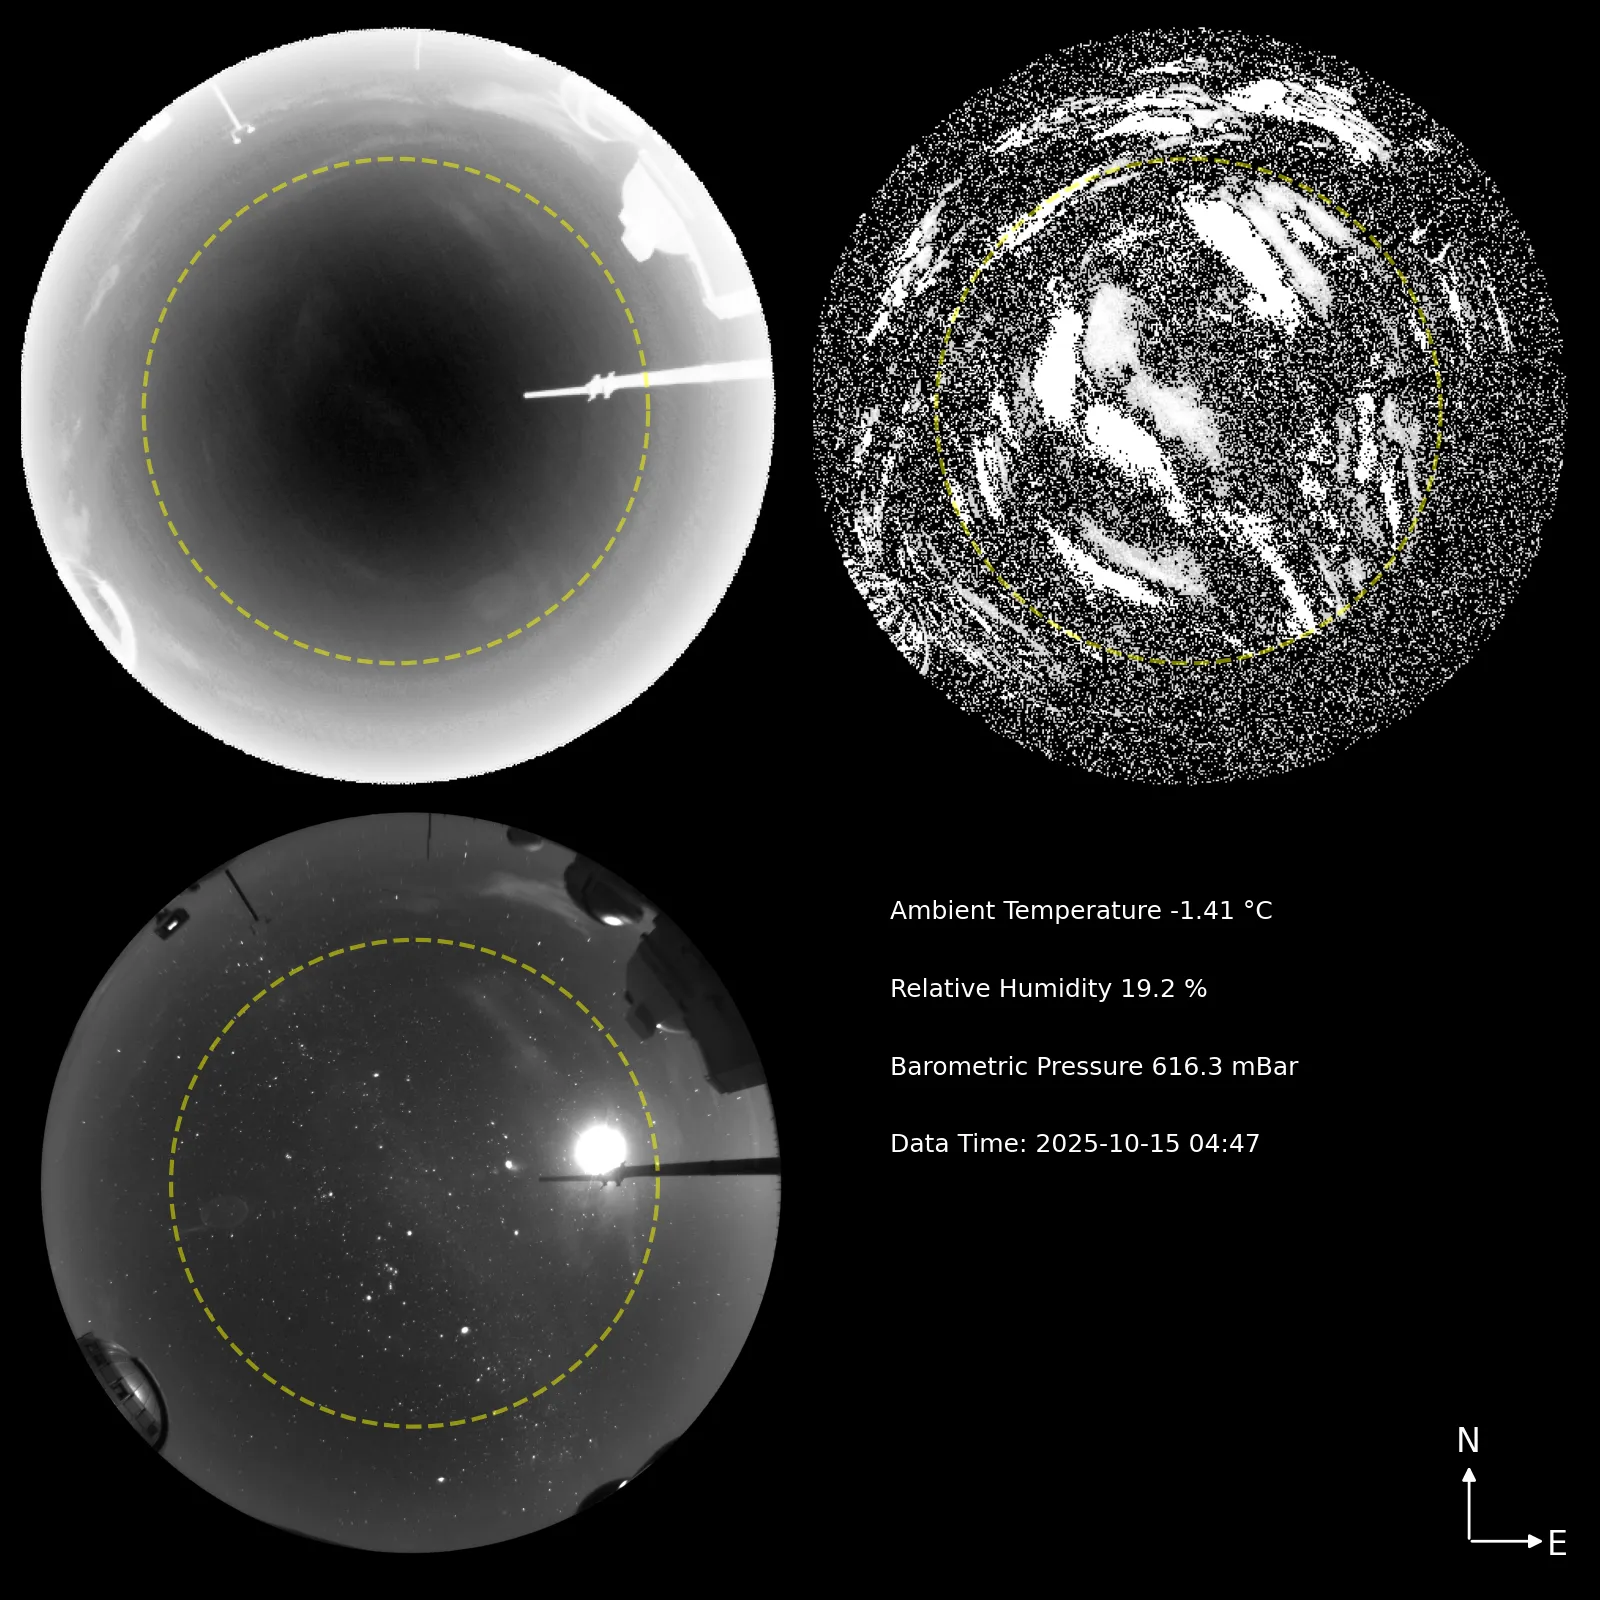 Ambient Temperature -1.41 °C
Relative Humidity 19.2 %
Barometric Pressure 616.3 mBar
Data Time: 2025-10-15 04:47
N
E